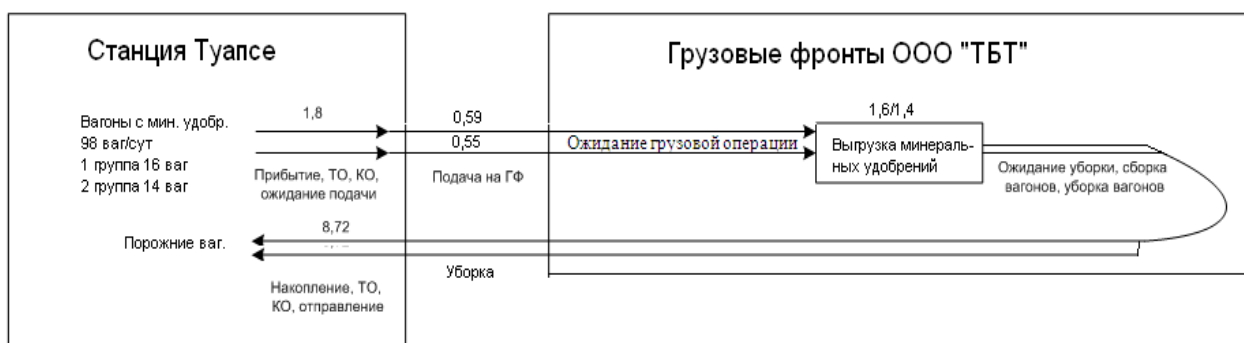 Станция Туапсе
Грузовые фронты ООО "ТБТ"
Вагоны с мин. удобр.
98 ваг/сут
1 группа 16 ваг
2 группа 14 ваг
1,8
Прибытие, ТО, КО,
ожидание подачи
0,59
0,55
Подача на ГФ
Ожидание грузовой операции
1,6/1,4
Выгрузка минераль-
ных удобрений
Ожидание уборки, сборка
вагонов, уборка вагонов
Порожние ваг.
8,72
Уборка
Накопление, ТО,
КО, отправление